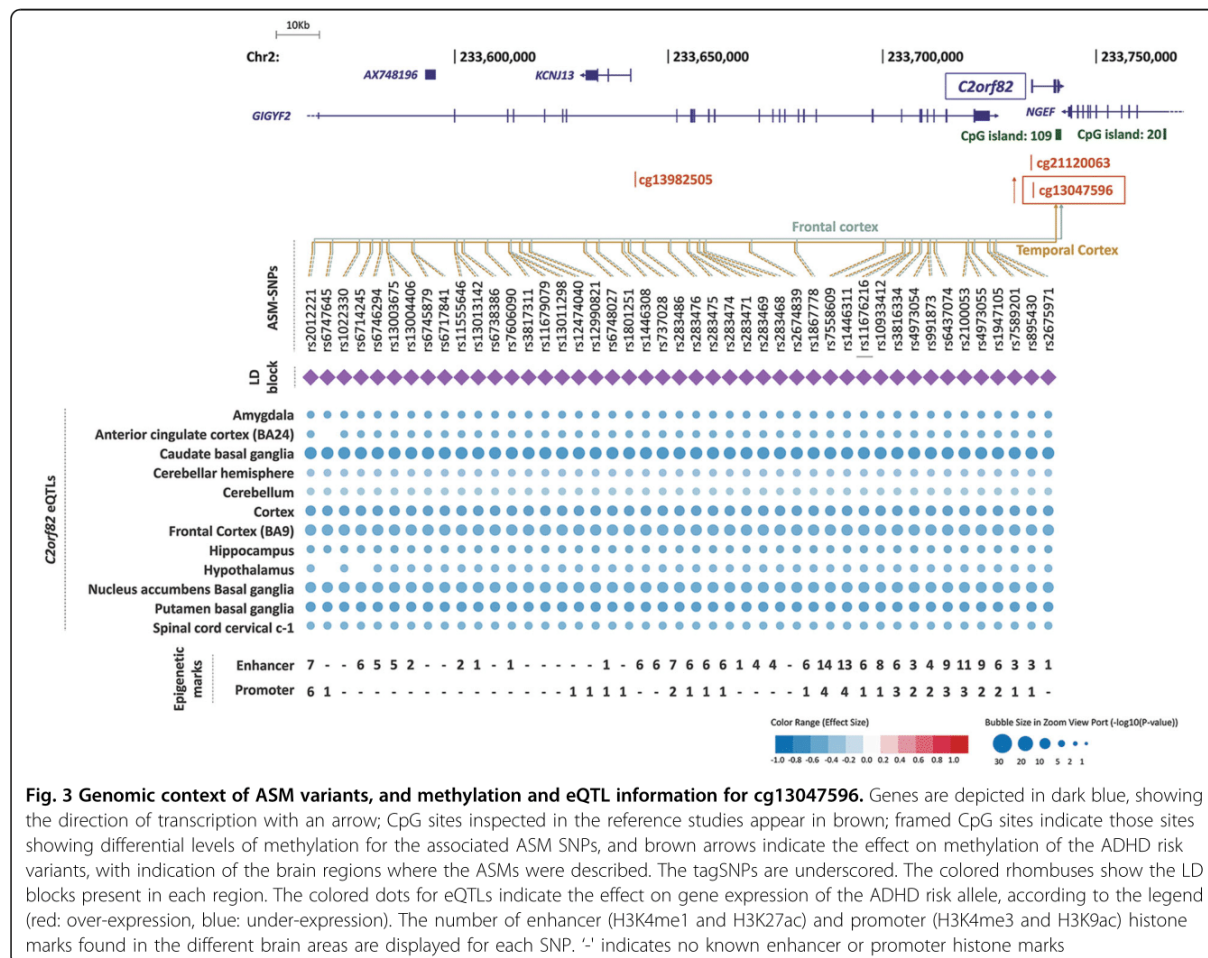 10Kb
Chr2:
233,600,000
233,650,000
233,700,000
233,750,000
AX748196
KCNJ13
C2orf82
GIGYF2
NGEF
CpG island: 109
CpG island: 20
cg13982505
cg21120063
cg13047596
Frontal cortex
Temporal Cortex
ASM-SNPs
rs2012221
rs6747645
rs1022330
rs6714245
rs6746294
rs13003675
rs13004406
rs6745879
rs6717841
rs11555646
rs13013142
rs6738386
rs7606090
rs3817311
rs11679079
rs13011298
rs12474040
rs12990821
rs6748027
rs1801251
rs1446308
rs737028
rs283486
rs283476
rs283475
rs283474
rs283471
rs283469
rs283468
rs2674839
rs1867778
rs7558609
rs1446311
rs11676216
rs10933412
rs3816334
rs4973054
rs991873
rs6437074
rs2100053
rs4973055
rs1947105
rs7589201
rs895430
rs2675971
LD
block
C2orf82 eQTLs
Amygdala
Anterior cingulate cortex (BA24)
Caudate basal ganglia
Cerebellar hemisphere
Cerebellum
Cortex
Frontal Cortex (BA9)
Hippocampus
Hypothalamus
Nucleus accumbens Basal ganglia
Putamen basal ganglia
Spinal cord cervical c-1
Epigenetic
marks
Enhancer 7 - - 6 5 5 2 - - 2 1 - 1 - - - - - 1 - 6 6 7 6 6 6 1 4 4 - 6 14 13 6 8 6 3 4 9 11 9 6 3 3 1
Promoter 6 1 - - - - - - - - - - - - - - 1 1 1 1 - - 2 1 1 1 - - - - 1 4 4 1 1 3 2 2 3 3 2 2 1 1 -
Color Range (Effect Size)
-1.0 -0.8 -0.6 -0.4 -0.2 0.0 0.2 0.4 0.6 0.8 1.0
Bubble Size in Zoom View Port (-log10(P-value))
30 20 10 5 2 1
Fig. 3 Genomic context of ASM variants, and methylation and eQTL information for cg13047596. Genes are depicted in dark blue, showing
the direction of transcription with an arrow; CpG sites inspected in the reference studies appear in brown; framed CpG sites indicate those sites
showing differential levels of methylation for the associated ASM SNPs, and brown arrows indicate the effect on methylation of the ADHD risk
variants, with indication of the brain regions where the ASMs were described. The tagSNPs are underscored. The colored rhombuses show the LD
blocks present in each region. The colored dots for eQTLs indicate the effect on gene expression of the ADHD risk allele, according to the legend
(red: over-expression, blue: under-expression). The number of enhancer (H3K4me1 and H3K27ac) and promoter (H3K4me3 and H3K9ac) histone
marks found in the different brain areas are displayed for each SNP. '-' indicates no known enhancer or promoter histone marks